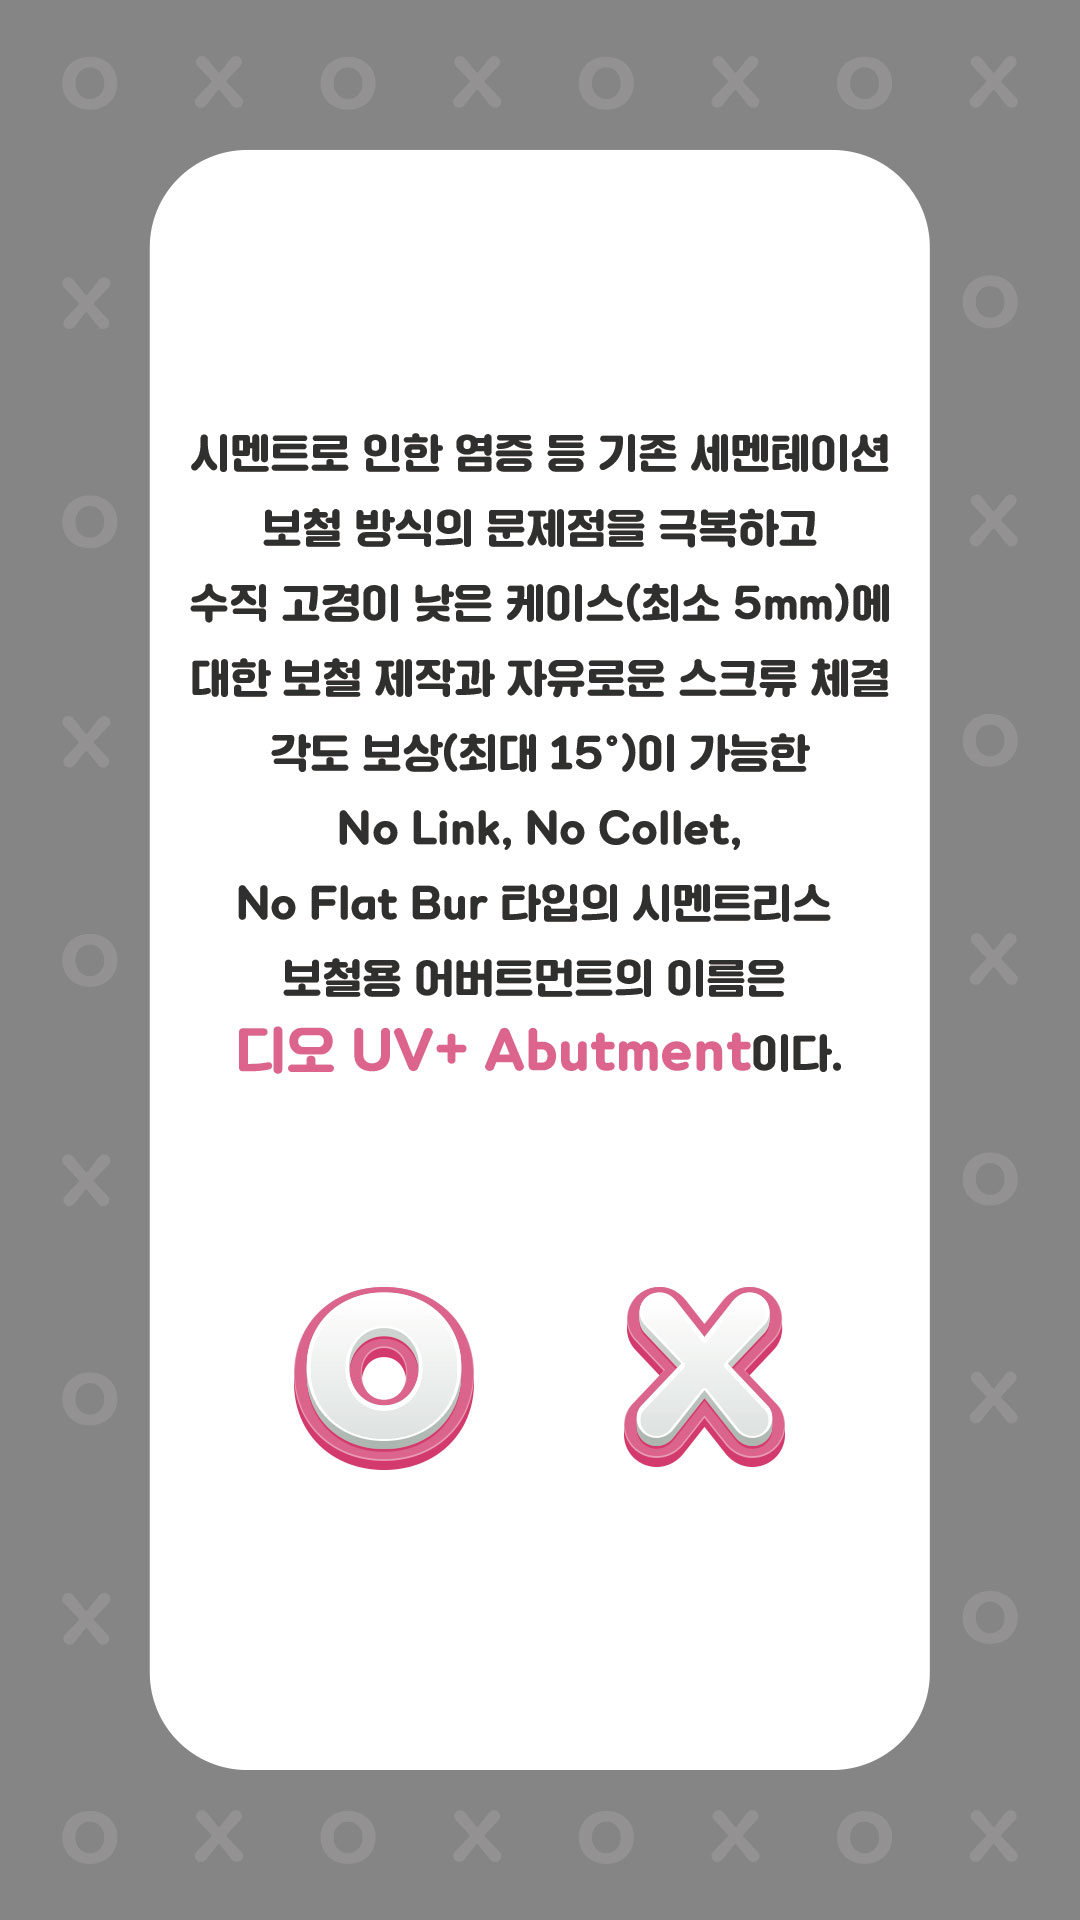 O X O X O X O X
X O
시멘트로 인한 염증 등 기존 세멘테이션
보철 방식의 문제점을 극복하고
O X
수직 고경이 낮은 케이스(최소 5mm)에
대한 보철 제작과 자유로운 스크류 체결
X O
각도 보상(최대 15°)이 가능한
No Link, No Collet,
No Flat Bur 타입의 시멘트리스
O X
보철용 어버트먼트의 이름은
디오 UV+ Abutment이다.
X O
O X
O X
X O
O X O X O X O X